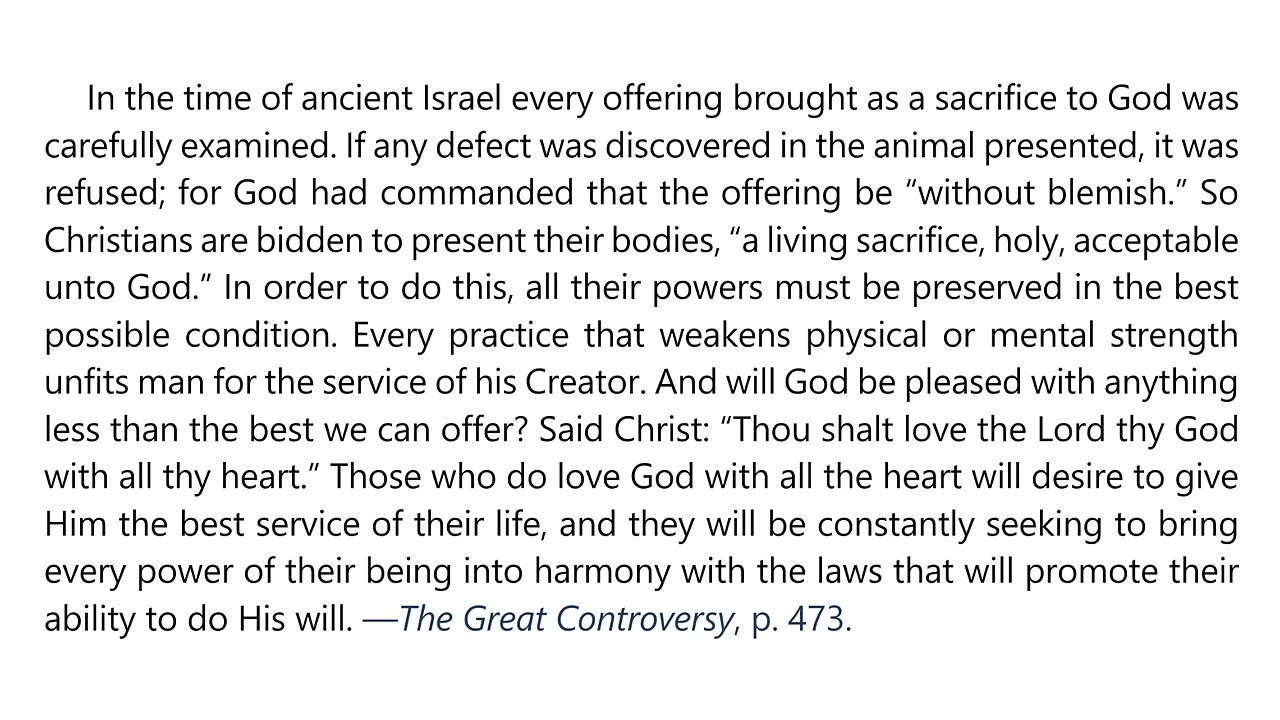 In the time of ancient Israel every offering brought as a sacrifice to God was
carefully examined. If any defect was discovered in the animal presented, it was
refused; for God had commanded that the offering be “without blemish.” So
Christians are bidden to present their bodies, “a living sacrifice, holy, acceptable
unto God.” In order to do this, all their powers must be preserved in the best
possible condition. Every practice that weakens physical or mental strength
unfits man for the service of his Creator. And will God be pleased with anything
less than the best we can offer? Said Christ: “Thou shalt love the Lord thy God
with all thy heart.” Those who do love God with all the heart will desire to give
Him the best service of their life, and they will be constantly seeking to bring
every power of their being into harmony with the laws that will promote their
ability to do His will. —The Great Controversy, p. 473.